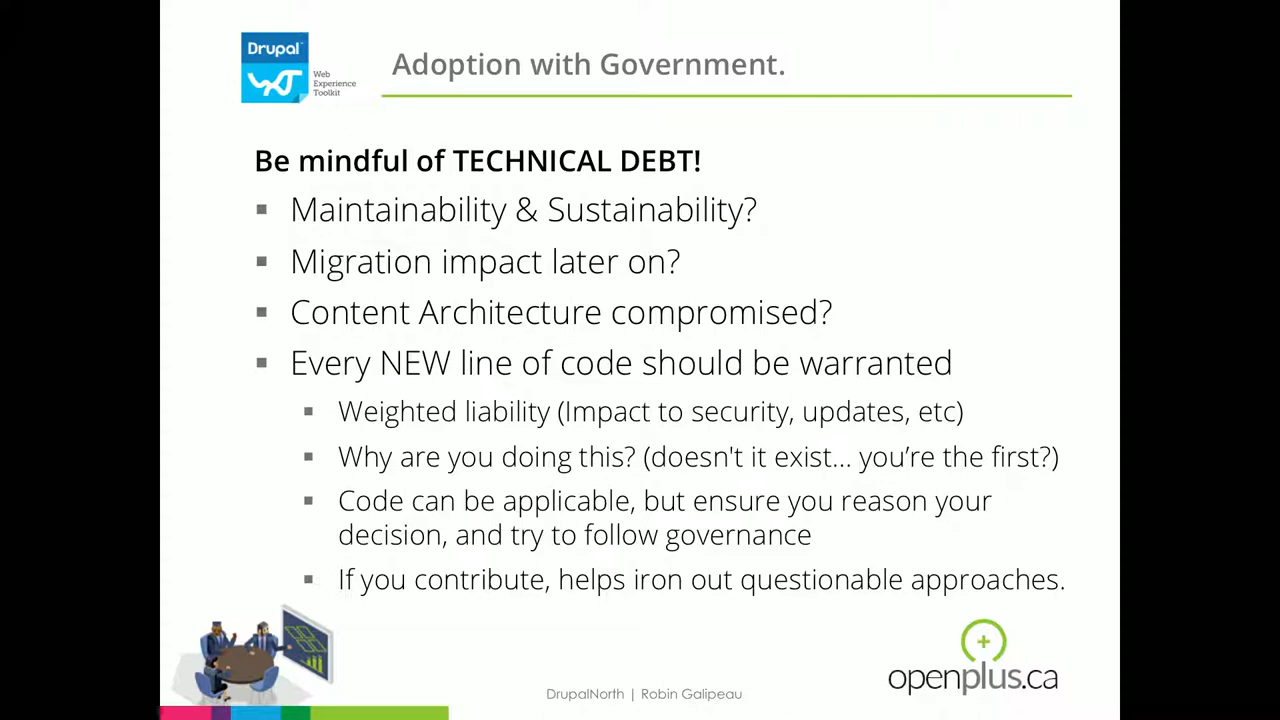 Drupal™
Web
Experience
Toolkit
Adoption with Government.
Be mindful of TECHNICAL DEBT!
▪ Maintainability & Sustainability?
▪ Migration impact later on?
▪ Content Architecture compromised?
▪ Every NEW line of code should be warranted
▪ Weighted liability (Impact to security, updates, etc)
▪ Why are you doing this? (doesn't it exist... you’re the first?)
▪ Code can be applicable, but ensure you reason your
decision, and try to follow governance
▪ If you contribute, helps iron out questionable approaches.
openplus.ca
DrupalNorth | Robin Galipeau